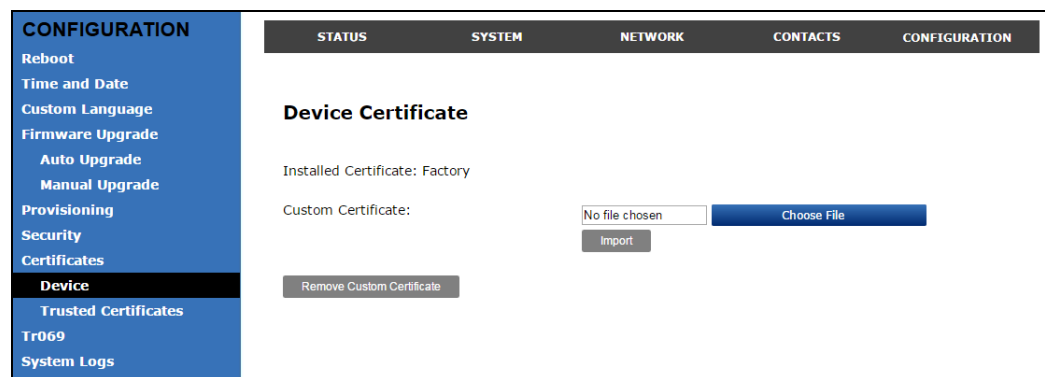 CONFIGURATION
Reboot
Time and Date
Custom Language
Firmware Upgrade
Auto Upgrade
Manual Upgrade
Provisioning
Security
Certificates
Device
Trusted Certificates
Tr069
System Logs
STATUS SYSTEM NETWORK CONTACTS CONFIGURATION
Device Certificate
Installed Certificate: Factory
Custom Certificate: No file chosen Choose File
Import
Remove Custom Certificate